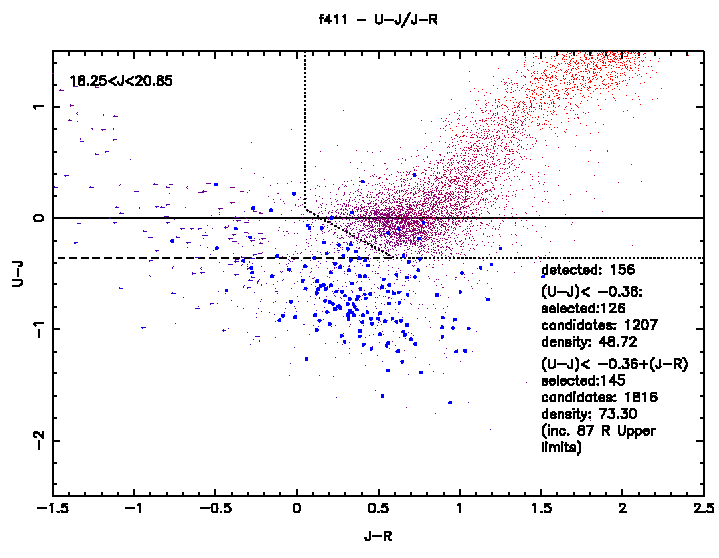 f411 - U-J/J-R
18.25<J<20.85
1
0
-1
-2
U-J
detected: 156
(U-J)< -0.36:
selected:126
candidates: 1207
density: 48.72
(U-J)< -0.36+(J-R)
selected:145
candidates: 1816
density: 73.30
(inc. 87 R Upper
limits)
-1.5 -1 -0.5 0 0.5 1 1.5 2 2.5
J-R